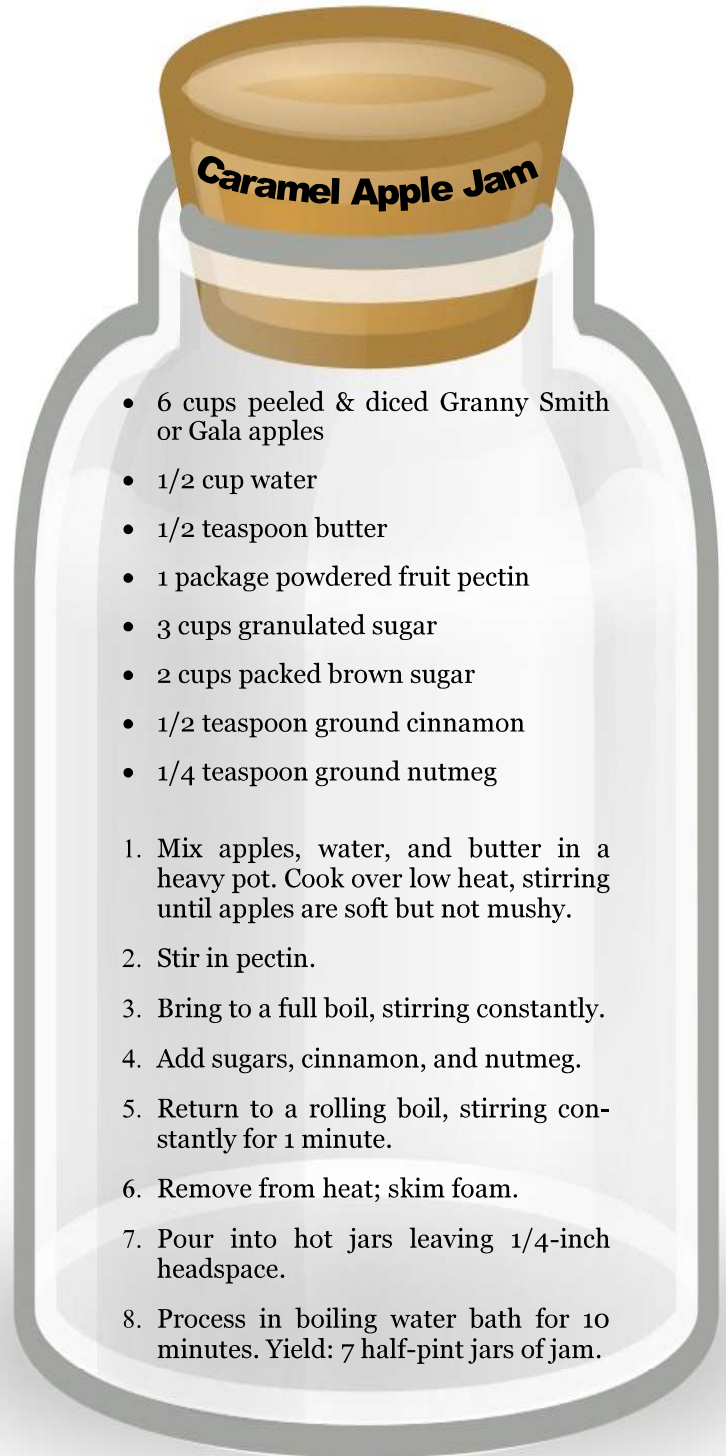 Caramel Apple Jam
• 6 cups peeled & diced Granny Smith
or Gala apples
• 1/2 cup water
• 1/2 teaspoon butter
• 1 package powdered fruit pectin
• 3 cups granulated sugar
• 2 cups packed brown sugar
• 1/2 teaspoon ground cinnamon
• 1/4 teaspoon ground nutmeg
1. Mix apples, water, and butter in a
heavy pot. Cook over low heat, stirring
until apples are soft but not mushy.
2. Stir in pectin.
3. Bring to a full boil, stirring constantly.
4. Add sugars, cinnamon, and nutmeg.
5. Return to a rolling boil, stirring con-
stantly for 1 minute.
6. Remove from heat; skim foam.
7. Pour into hot jars leaving 1/4-inch
headspace.
8. Process in boiling water bath for 10
minutes. Yield: 7 half-pint jars of jam.